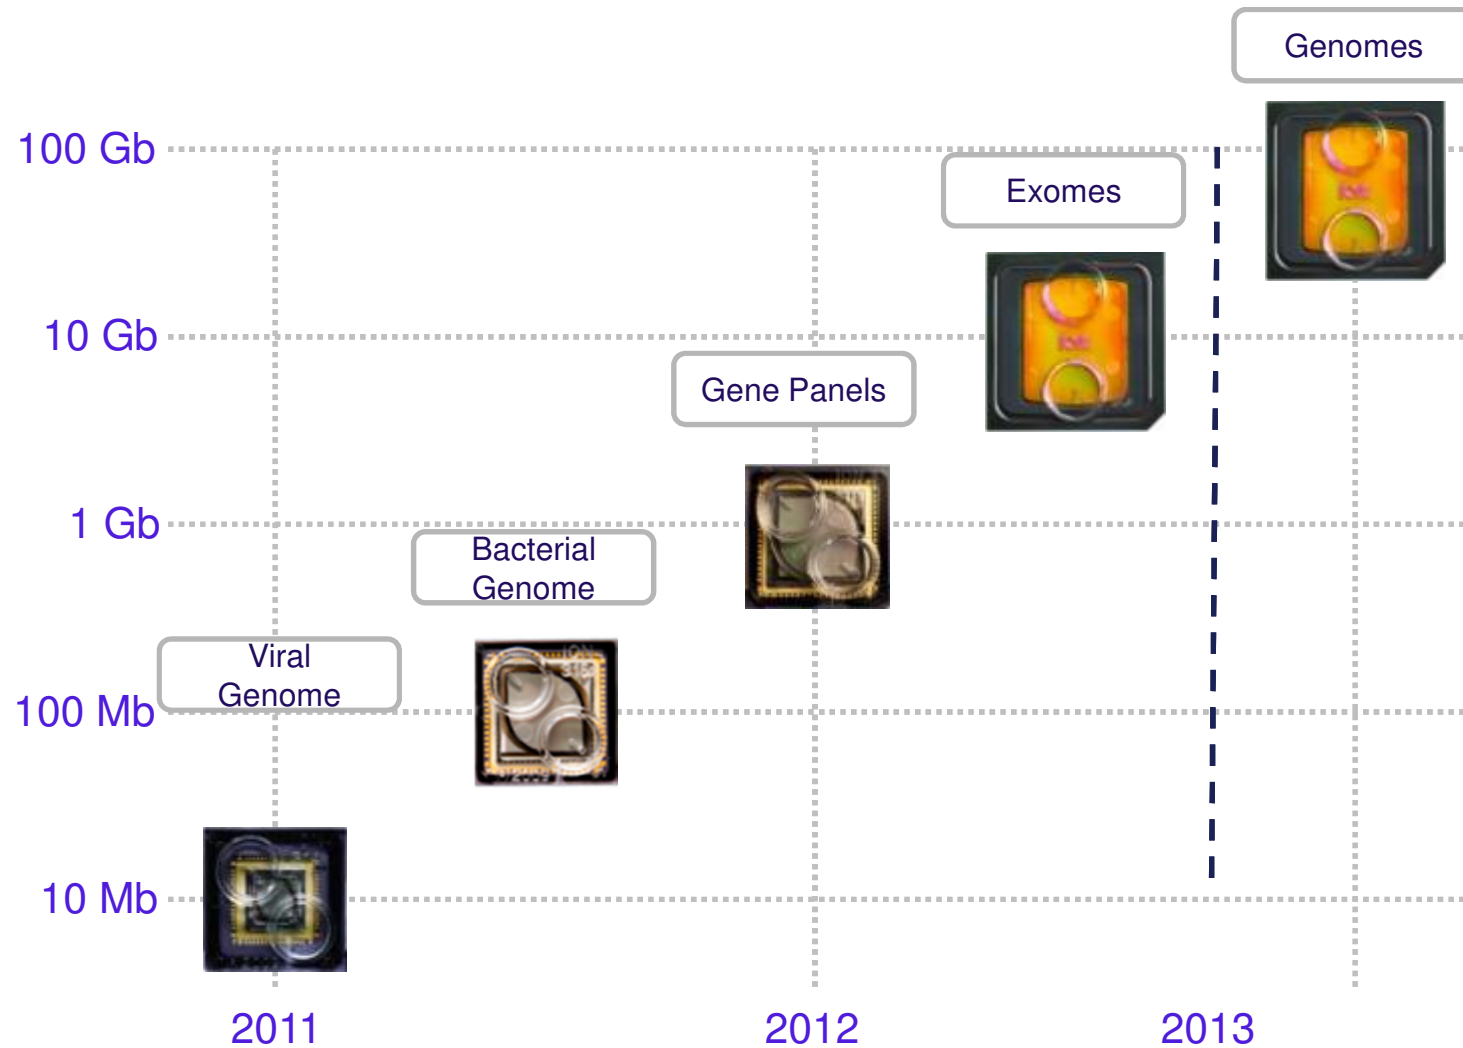 Genomes
100 Gb
Exomes
10 Gb
Gene Panels
1 Gb
Bacterial
Genome
Viral
Genome
100 Mb
10 Mb
2011
2012
2013